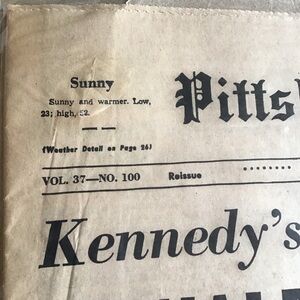 Sunny
Sunny and warmer. Low,
23; high, 52.
Pitts
(Weather Detail on Page 26)
VOL. 37—NO. 100 Reissue ........
Kennedy's